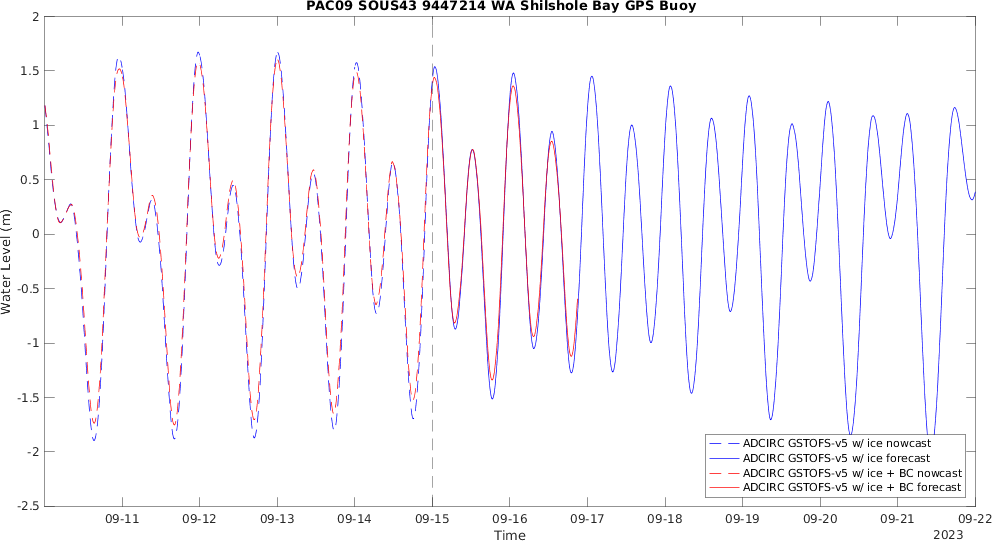 PAC09 SOUS43 9447214 WA Shilshole Bay GPS Buoy
2
1.5
1
0.5
0
-0.5
-1
-1.5
-2
-2.5
Water Level (m)
ADCIRC GSTOFS-v5 w/ ice nowcast
ADCIRC GSTOFS-v5 w/ ice forecast
ADCIRC GSTOFS-v5 w/ ice + BC nowcast
ADCIRC GSTOFS-v5 w/ ice + BC forecast
09-11 09-12 09-13 09-14 09-15 09-16 09-17 09-18 09-19 09-20 09-21 09-22
Time
2023